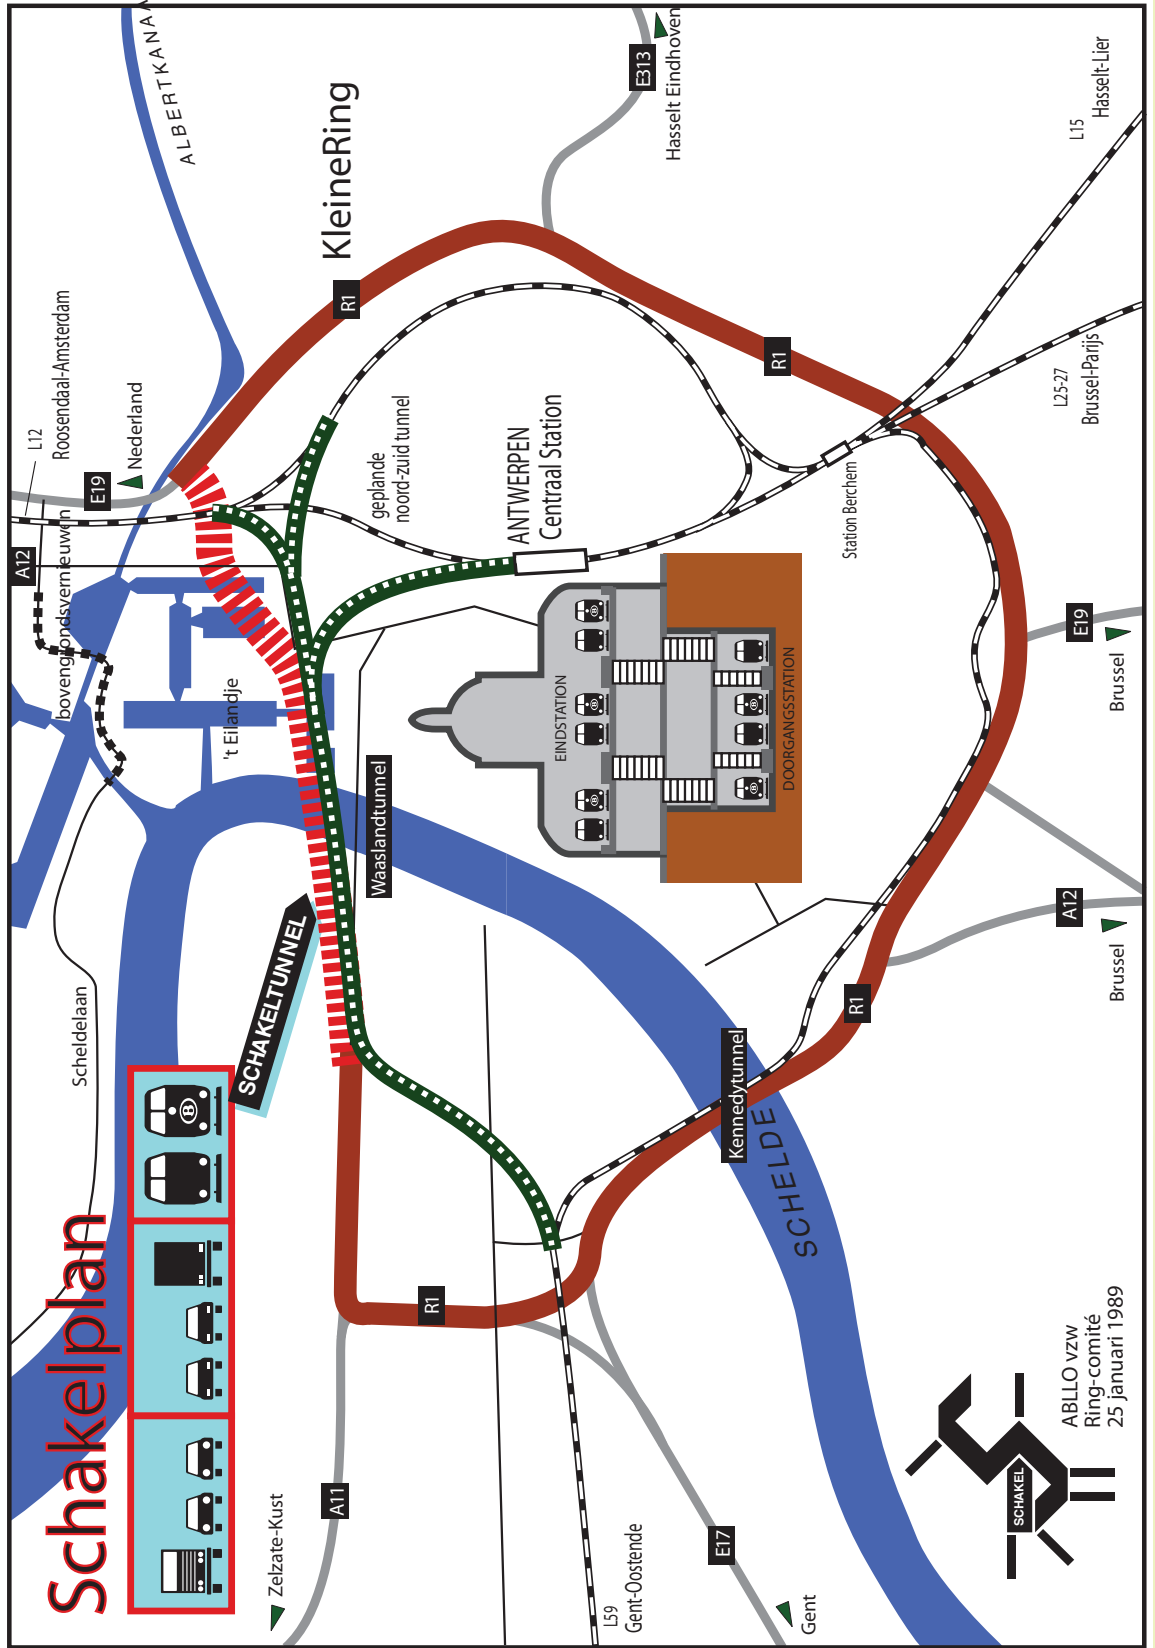 Schakelplan
SCHAKELTUNNEL
Scheldelaan
ALBERTKANAA
KleineRing
E313
Hasselt Eindhoven
L15
Hasselt-Lier
L12
Roosendaal-Amsterdam
Nederland
E19
A12
bovengrondsvernieuwen
't Eilandje
R1
R1
geplande
noord-zuid tunnel
ANTWERPEN
Centraal Station
L25-27
Brussel-Parijs
Station Berchem
Waaslandtunnel
EINDSTATION
DOORGANGSSTATION
B
B
B
B
B
B
B
E19
Brussel
A12
Brussel
R1
Kennedytunnel
SCHELDE
R1
A11
Zelzate-Kust
L59
Gent-Oostende
E17
Gent
SCHAKEL
ABLLO vzw
Ring-comité
25 januari 1989